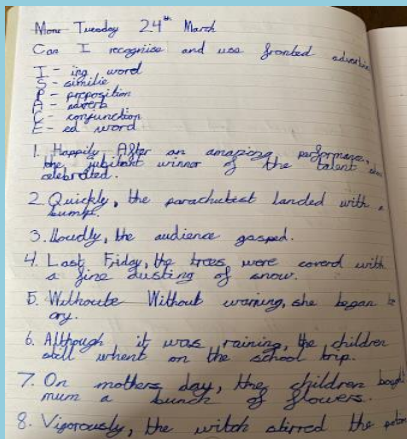 Mone Tuesday 24th March
Can I recognise and use fronted
I - ing word
S - similie
P - preposition
A - adverb
C - conjunction
E - ed word
1. Happily After an amazing performance,
the jubilant winner of the talent
celebrated.
2. Quickly, the parachutest landed with a
bump.
3. Loudly, the audience gasped.
4. Last Friday, the trees were coverd with
a fine dusting of snow.
5. Withoute Without warning, she began to
cry.
6. Although it was raining, the children
still whent on the school trip.
7. On mothers day, the children bought
mum a bunch of flowers.
8. Vigorously, the witch stirred the